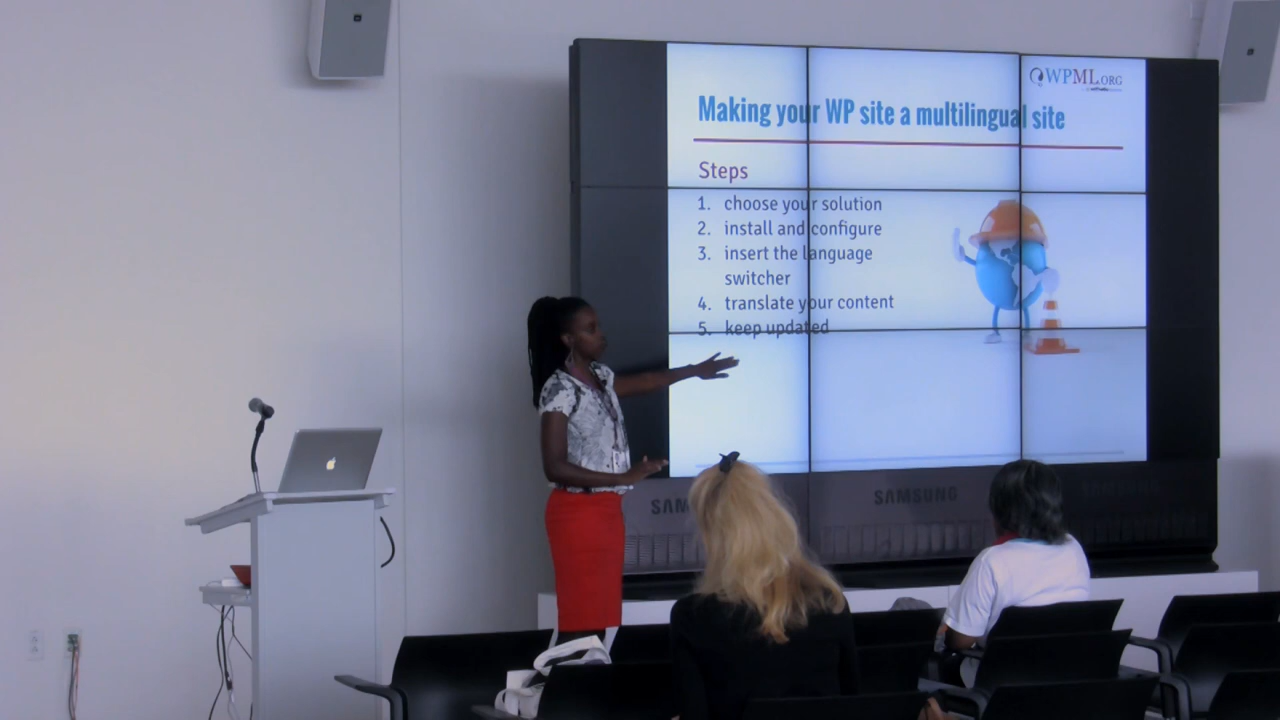 WPML.ORG
Making your WP site a multilingual site
Steps
1. choose your solution
2. install and configure
3. insert the language
switcher
4. translate your content
5. keep updated
SAM
SAMSUNG